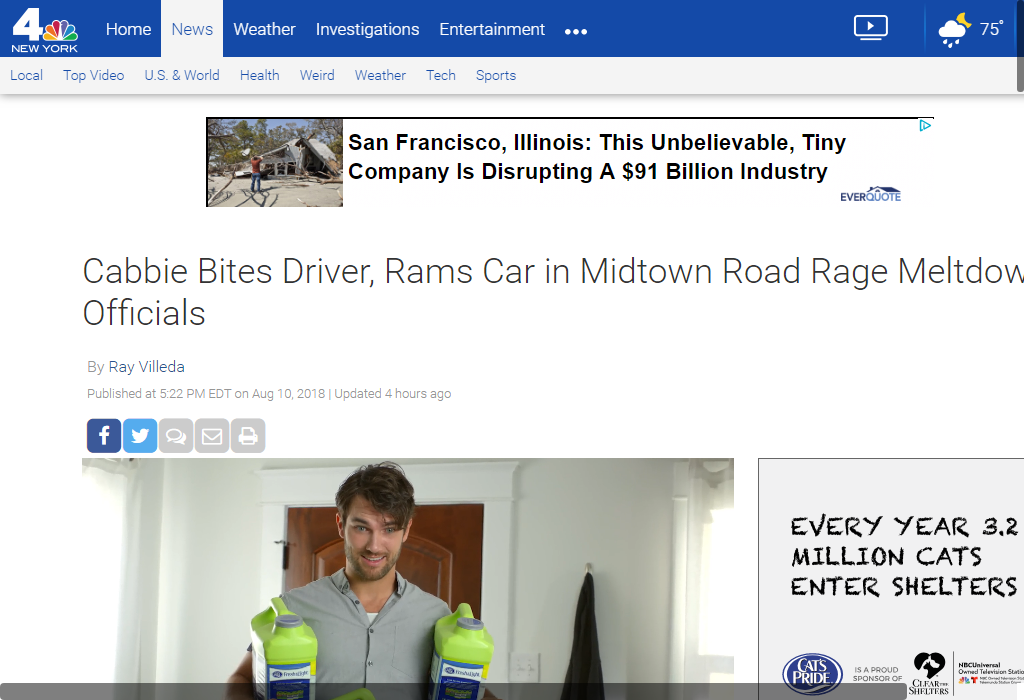 4
NEW YORK
Home News Weather Investigations Entertainment
75°
Local Top Video U.S. & World Health Weird Weather Tech Sports
San Francisco, Illinois: This Unbelievable, Tiny
Company Is Disrupting A $91 Billion Industry
EVERQUOTE
Cabbie Bites Driver, Rams Car in Midtown Road Rage Meltdow
Officials
By Ray Villeda
Published at 5:22 PM EDT on Aug 10, 2018 | Updated 4 hours ago
EVERY YEAR 3.2
MILLION CATS
ENTER SHELTERS
CAT'S
PRIDE
IS A PROUD
SPONSOR OF
CLEAR THE
SHELTERS
NBCUniversal
Owned Television Statio